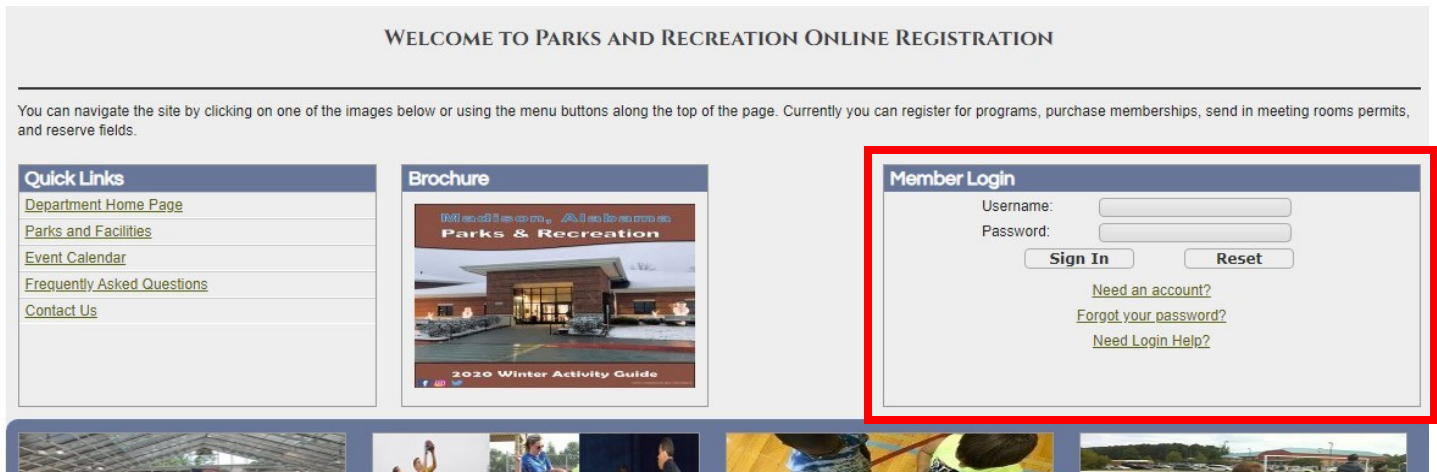 WELCOME TO PARKS AND RECREATION ONLINE REGISTRATION
You can navigate the site by clicking on one of the images below or using the menu buttons along the top of the page. Currently you can register for programs, purchase memberships, send in meeting rooms permits,
and reserve fields.
Quick Links
Department Home Page
Parks and Facilities
Event Calendar
Frequently Asked Questions
Contact Us
Brochure
Madison, Alabama
Parks & Recreation
2020 Winter Activity Guide
Member Login
Username:
Password:
Sign In
Reset
Need an account?
Forgot your password?
Need Login Help?